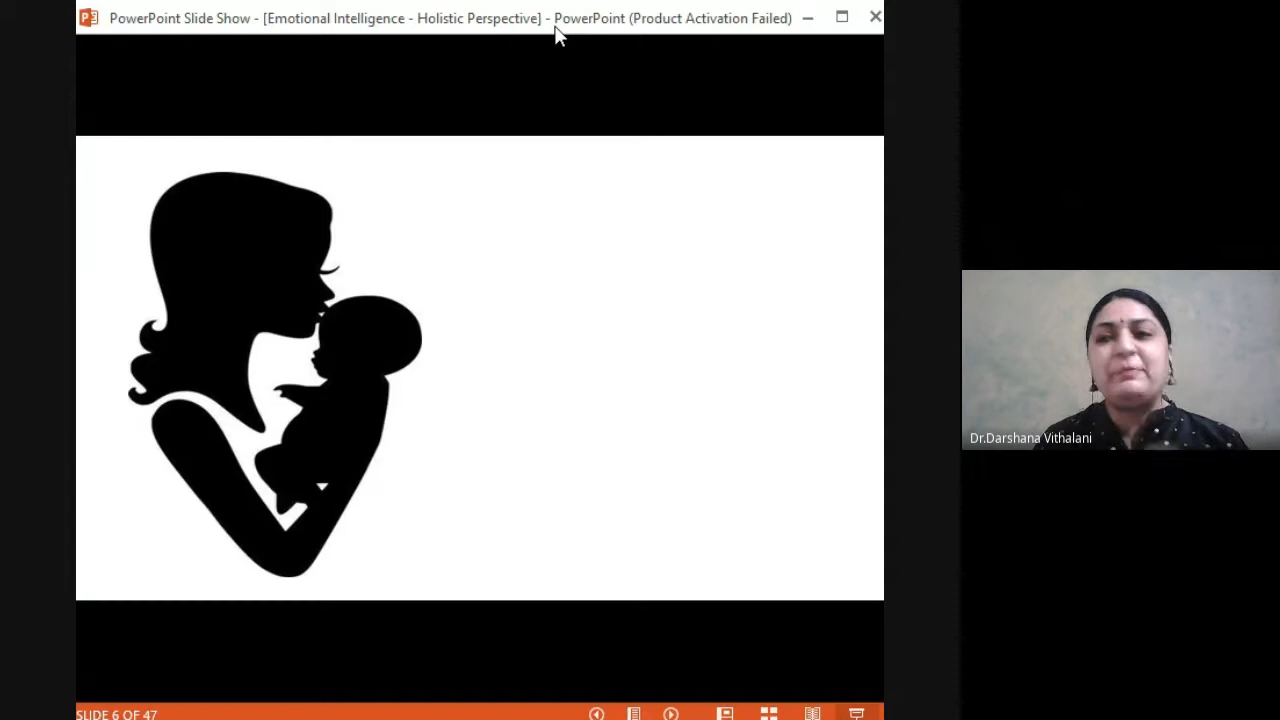 PowerPoint Slide Show - [Emotional Intelligence - Holistic Perspective] - PowerPoint (Product Activation Failed)
Dr.Darshana Vithalani
SLIDE 6 OF 47